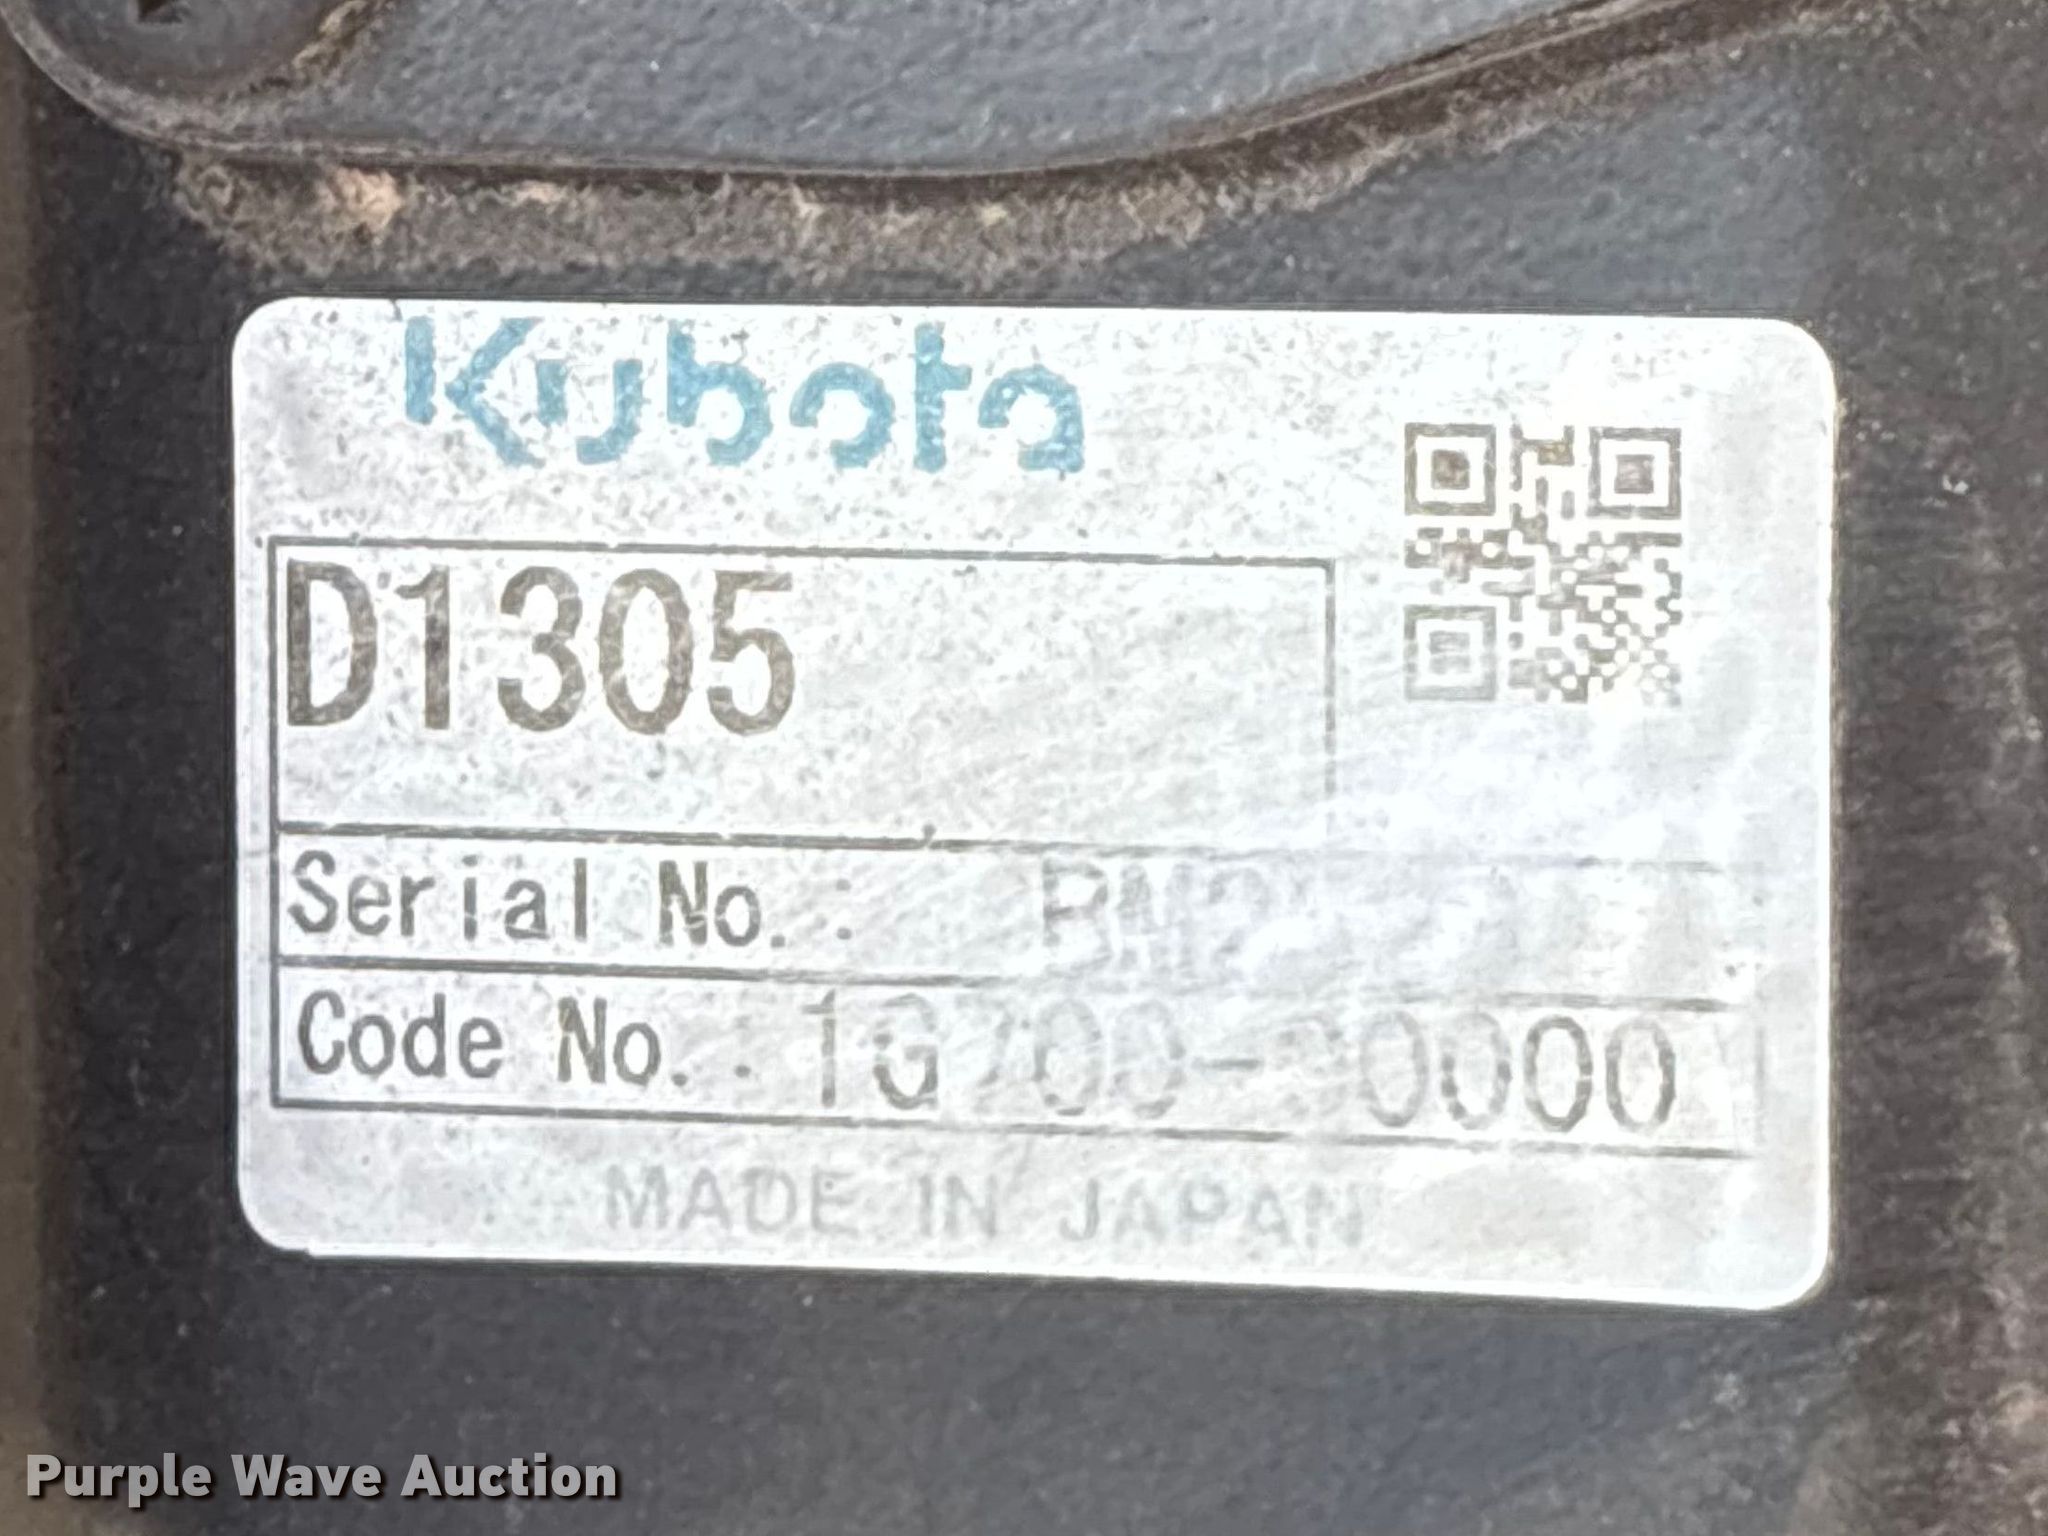 Kubota
D1305
Serial No.:
Code No.:
MADE IN JAPAN
Purple Wave Auction